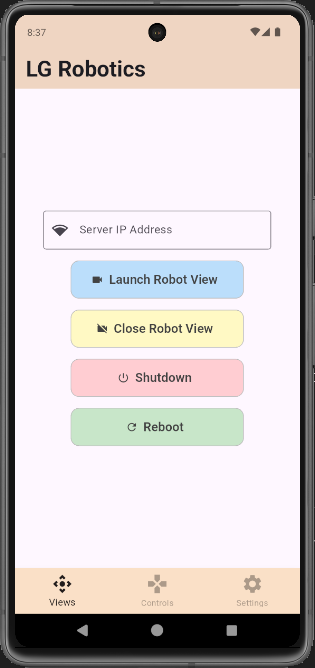 8:37
LG Robotics
Server IP Address
Launch Robot View
Close Robot View
Shutdown
Reboot
Views Controls Settings